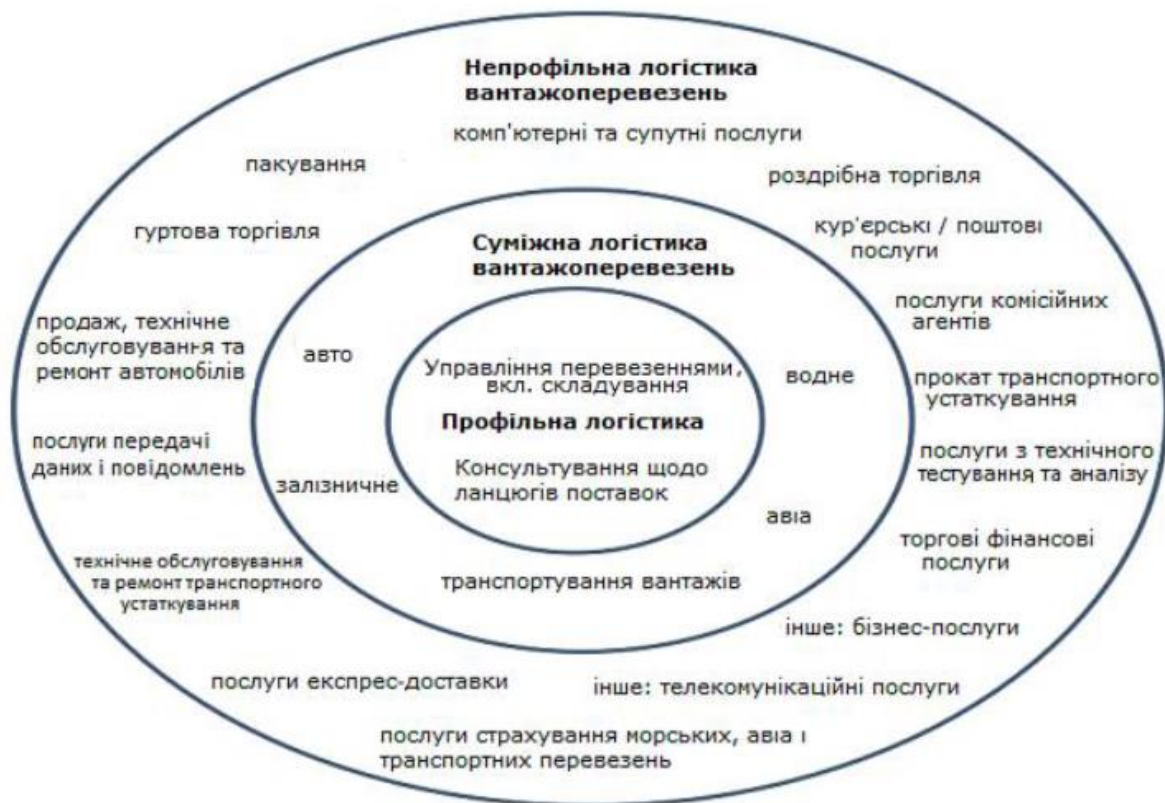 Непрофільна логістика
вантажоперевезень
комп'ютерні та супутні послуги
пакування
роздрібна торгівля
гуртова торгівля
кур'єрські / поштові
послуги
Суміжна логістика
вантажоперевезень
послуги комісійних
агентів
продаж, технічне
обслуговування та
ремонт автомобілів
авто
Управління перевезеннями,
вкл. складування
водне
прокат транспортного
устаткування
Профільна логістика
послуги передачі
даних і повідомлень
послуги з технічного
тестування та аналізу
залізничне
Консультування щодо
ланцюгів поставок
авіа
торгові фінансові
послуги
технічне обслуговування
та ремонт транспортного
устаткування
транспортування вантажів
інше: бізнес-послуги
послуги експрес-доставки
інше: телекомунікаційні послуги
послуги страхування морських, авіа і
транспортних перевезень